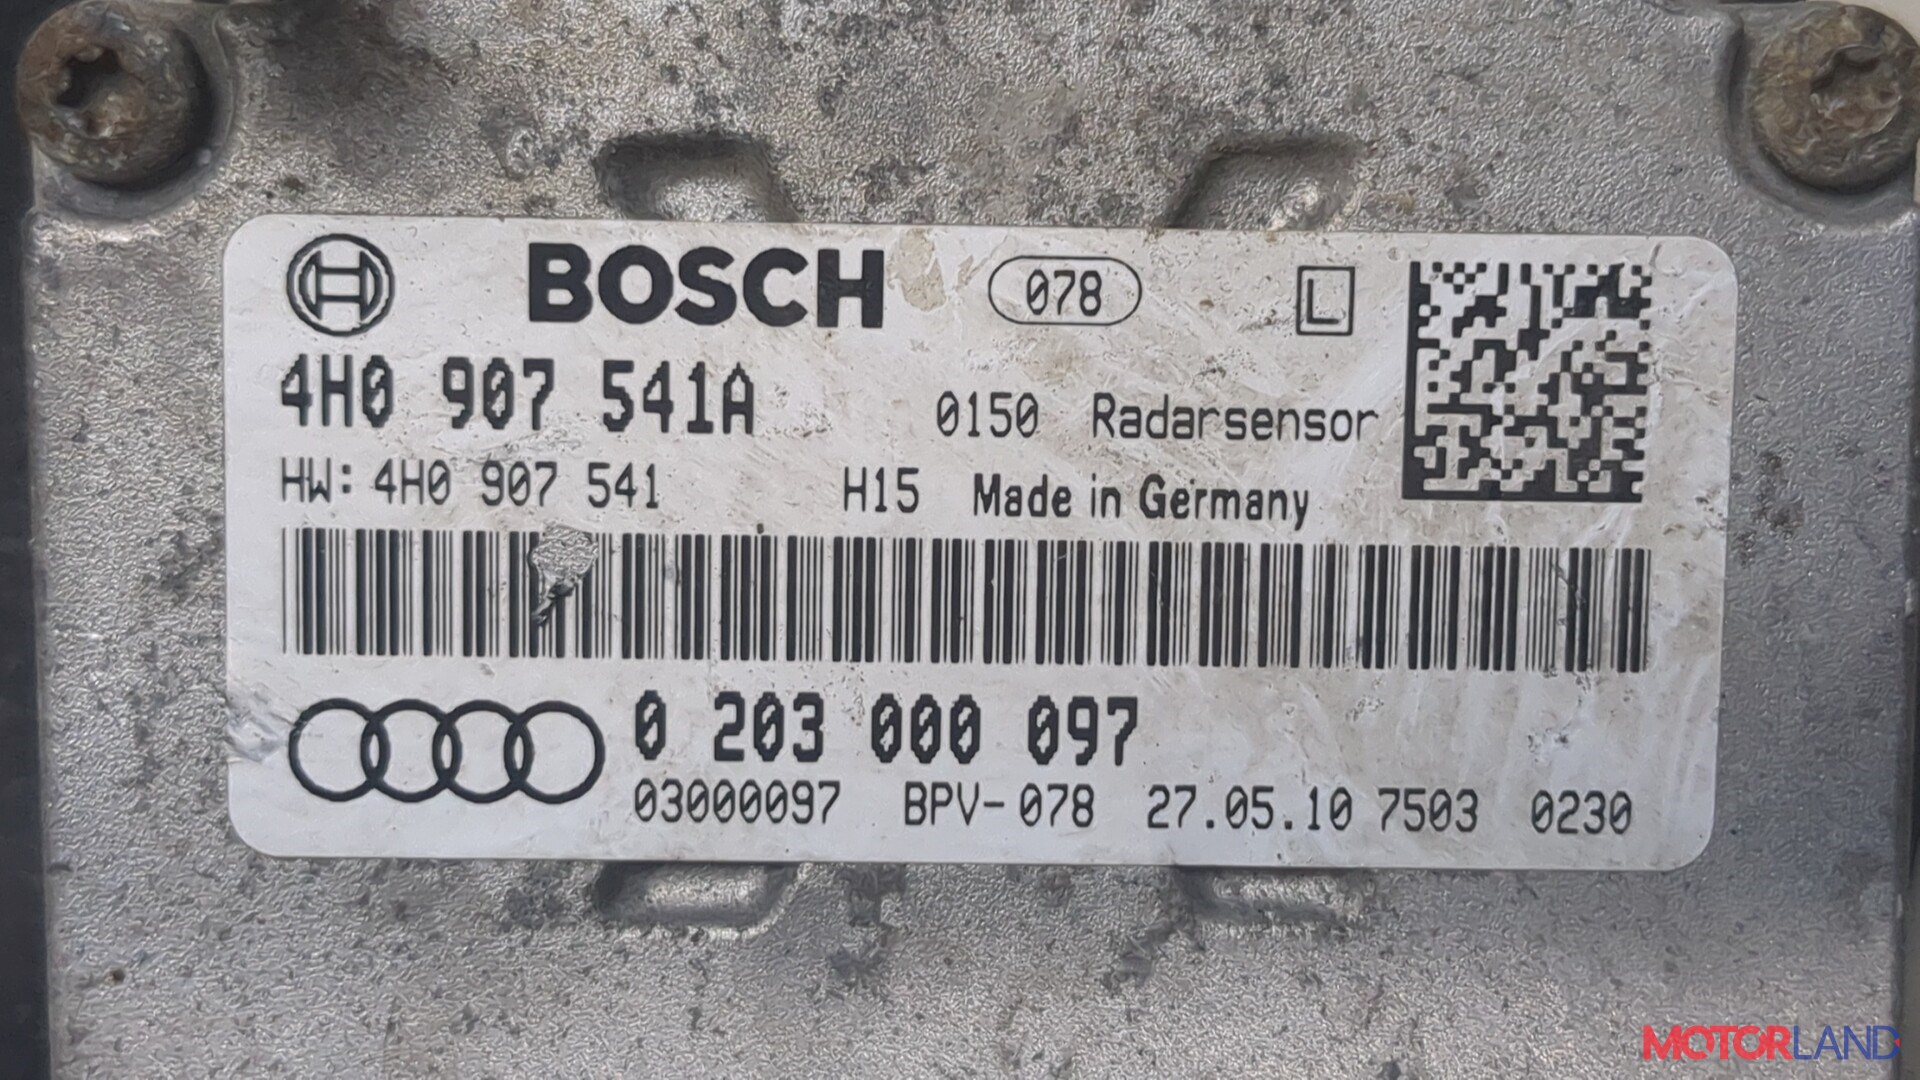 BOSCH 078 L
4H0 907 541A 0150 Radarsensor
HW: 4H0 907 541 H15 Made in Germany
0 203 000 097
03000097 BPV-078 27.05.10 7503 0230
MOTORLAND